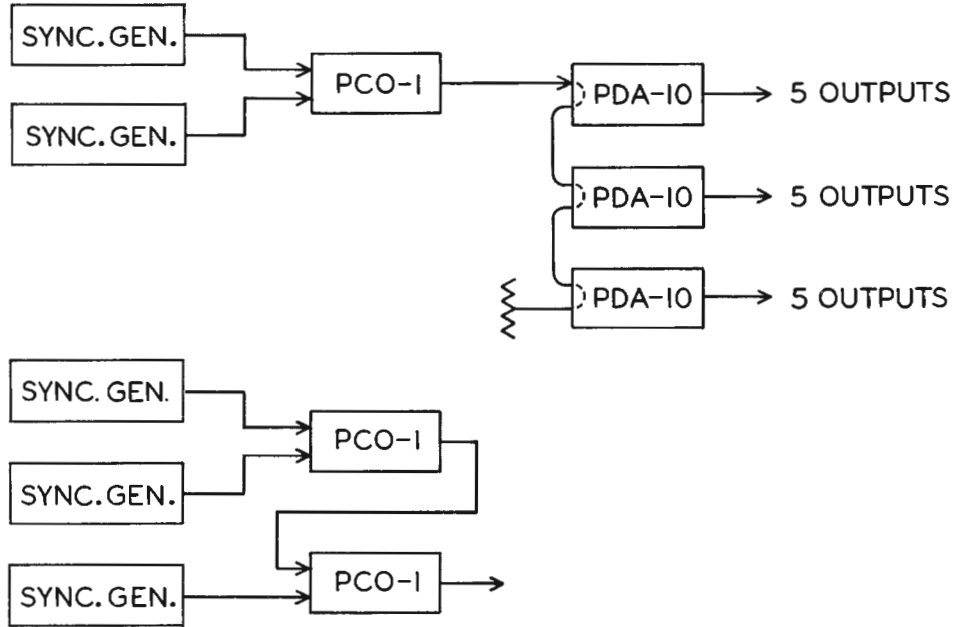 SYNC. GEN.
SYNC. GEN.
PCO-1
PDA-10
5 OUTPUTS
PDA-10
5 OUTPUTS
PDA-10
5 OUTPUTS
SYNC. GEN.
SYNC. GEN.
PCO-1
SYNC. GEN.
PCO-1